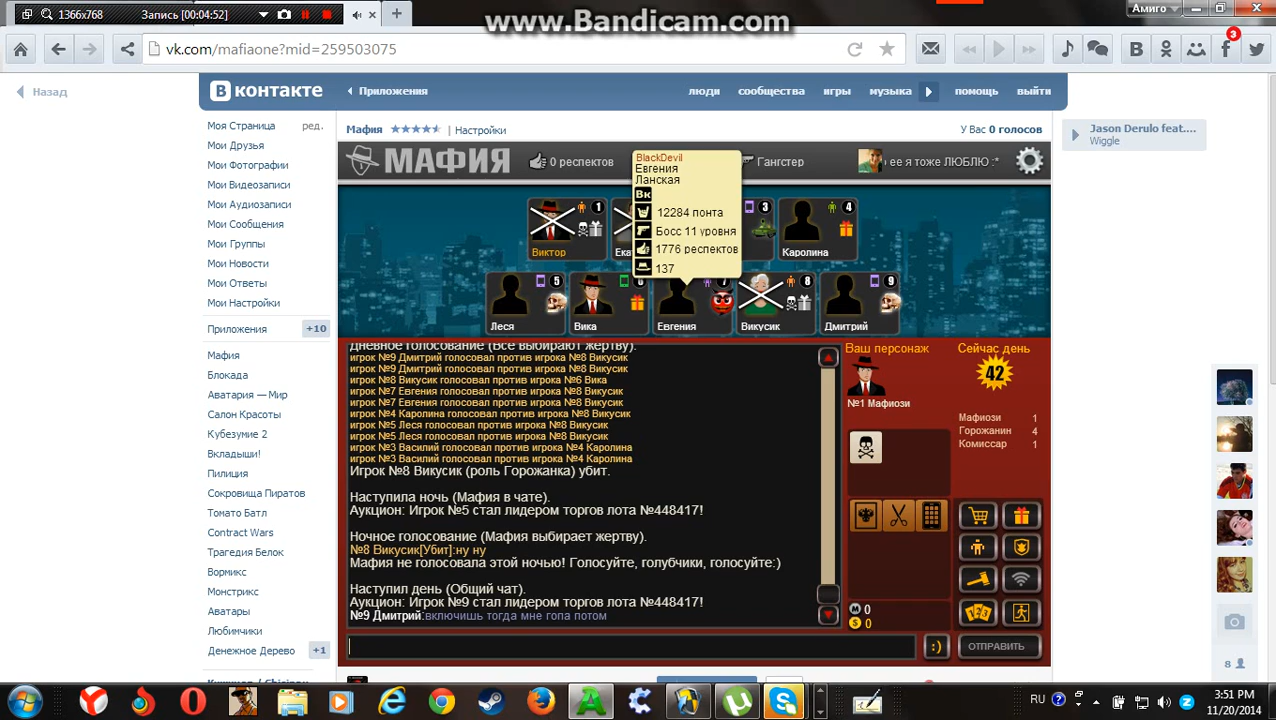 www.Bandicam.com
1366x768
Запись [00:04:52]
Амиго
vk.com/mafiaone?mid=259503075
3
Назад
В контакте
Приложения
люди
сообщества
игры
музыка
помощь
выйти
Моя Страница
ред.
Мои Друзья
Мои Фотографии
Мои Видеозаписи
Мои Аудиозаписи
Мои Сообщения
Мои Группы
Мои Новости
Мои Ответы
Мои Настройки
Приложения
+10
Мафия
Блокада
Аватария — Мир
Салон Красоты
Кубезумие 2
Вкладыши!
Пилиция
Сокровища Пиратов
Томато Батл
Contract Wars
Трагедия Белок
Вормикс
Монстрикс
Аватары
Любимчики
Денежное Дерево
+1
Мафия
| Настройки
У Вас 0 голосов
Jason Derulo feat....
Wiggle
МАФИЯ
0 респектов
Гангстер
ее я тоже ЛЮБЛЮ :*
BlackDevil
Евгения
Ланская
Вк
12284 понта
Босс 11 уровня
1776 респектов
137
1
Виктор
Ека
3
4
Каролина
5
Леся
6
Вика
7
Евгения
8
Викусик
9
Дмитрий
Дневное голосование (Все выбирают жертву).
игрок №9 Дмитрий голосовал против игрока №8 Викусик
игрок №9 Дмитрий голосовал против игрока №8 Викусик
игрок №8 Викусик голосовал против игрока №6 Вика
игрок №7 Евгения голосовал против игрока №8 Викусик
игрок №7 Евгения голосовал против игрока №8 Викусик
игрок №4 Каролина голосовал против игрока №8 Викусик
игрок №5 Леся голосовал против игрока №8 Викусик
игрок №5 Леся голосовал против игрока №8 Викусик
игрок №3 Василий голосовал против игрока №4 Каролина
игрок №3 Василий голосовал против игрока №4 Каролина
Игрок №8 Викусик (роль Горожанка) убит.
Наступила ночь (Мафия в чате).
Аукцион: Игрок №5 стал лидером торгов лота №448417!
Ночное голосование (Мафия выбирает жертву).
№8 Викусик[Убит]:ну ну
Мафия не голосовала этой ночью! Голосуйте, голубчики, голосуйте:)
Наступил день (Общий чат).
Аукцион: Игрок №9 стал лидером торгов лота №448417!
№9 Дмитрий:включишь тогда мне гопа потом
Ваш персонаж
№1 Мафиози
Сейчас день
42
Мафиози 1
Горожанин 4
Комиссар 1
0
0
:)
ОТПРАВИТЬ
8
RU
3:51 PM
11/20/2014